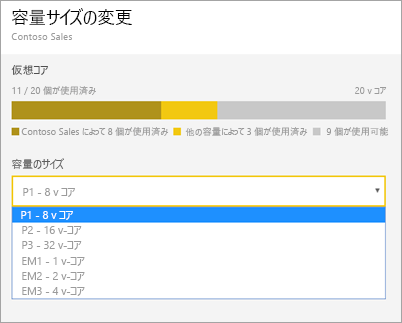 容量サイズの変更
Contoso Sales
仮想コア
11 / 20 個が使用済み 20 v コア
Contoso Sales によって 8 個が使用済み 他の容量によって 3 個が使用済み 9 個が使用可能
容量のサイズ
P1 - 8 v コア
P1 - 8 v コア
P2 - 16 v-コア
P3 - 32 v-コア
EM1 - 1 v-コア
EM2 - 2 v-コア
EM3 - 4 v-コア